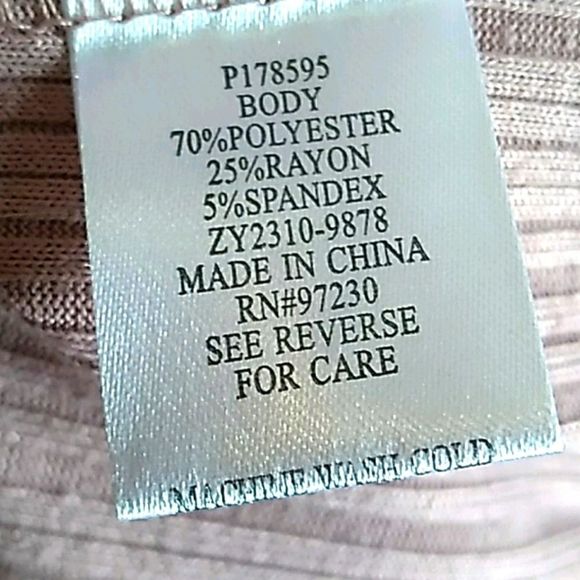 P178595
BODY
70%POLYESTER
25%RAYON
5%SPANDEX
ZY2310-9878
MADE IN CHINA
RN#97230
SEE REVERSE
FOR CARE
MACHINE WASH COLD